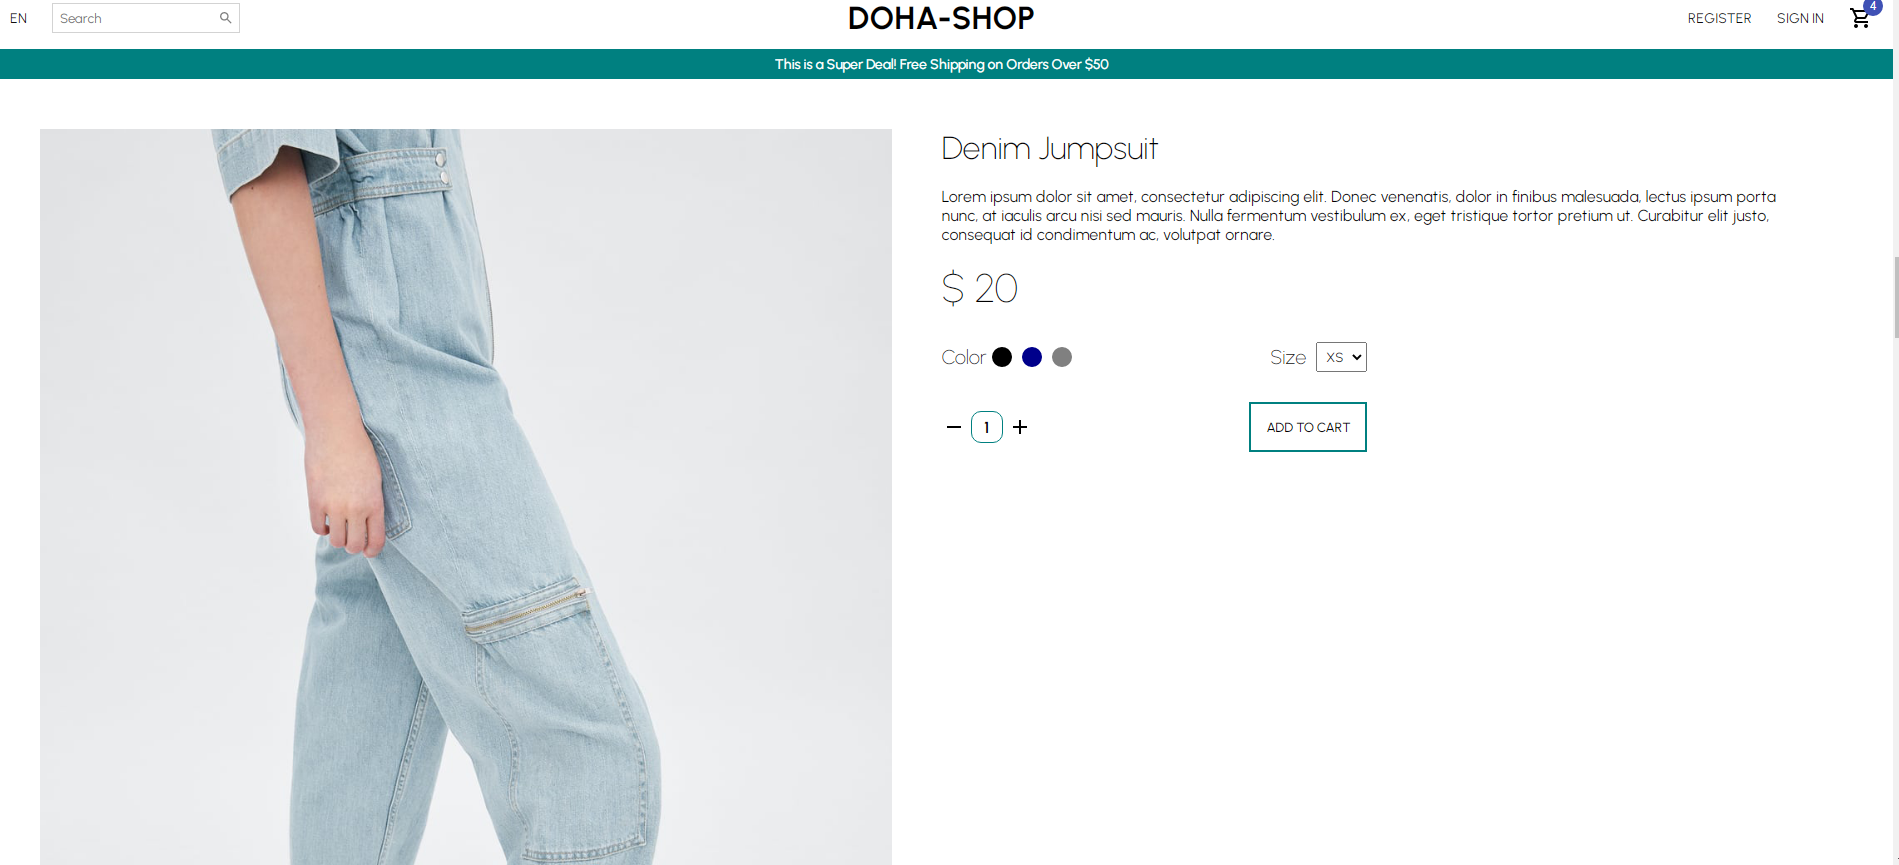 EN
Search
DOHA-SHOP
REGISTER
SIGN IN
4
This is a Super Deal! Free Shipping on Orders Over $50
Denim Jumpsuit
Lorem ipsum dolor sit amet, consectetur adipiscing elit. Donec venenatis, dolor in finibus malesuada, lectus ipsum porta
nunc, at iaculis arcu nisi sed mauris. Nulla fermentum vestibulum ex, eget tristique tortor pretium ut. Curabitur elit justo,
consequat id condimentum ac, volutpat ornare.
$ 20
Color
Size
XS
1
ADD TO CART